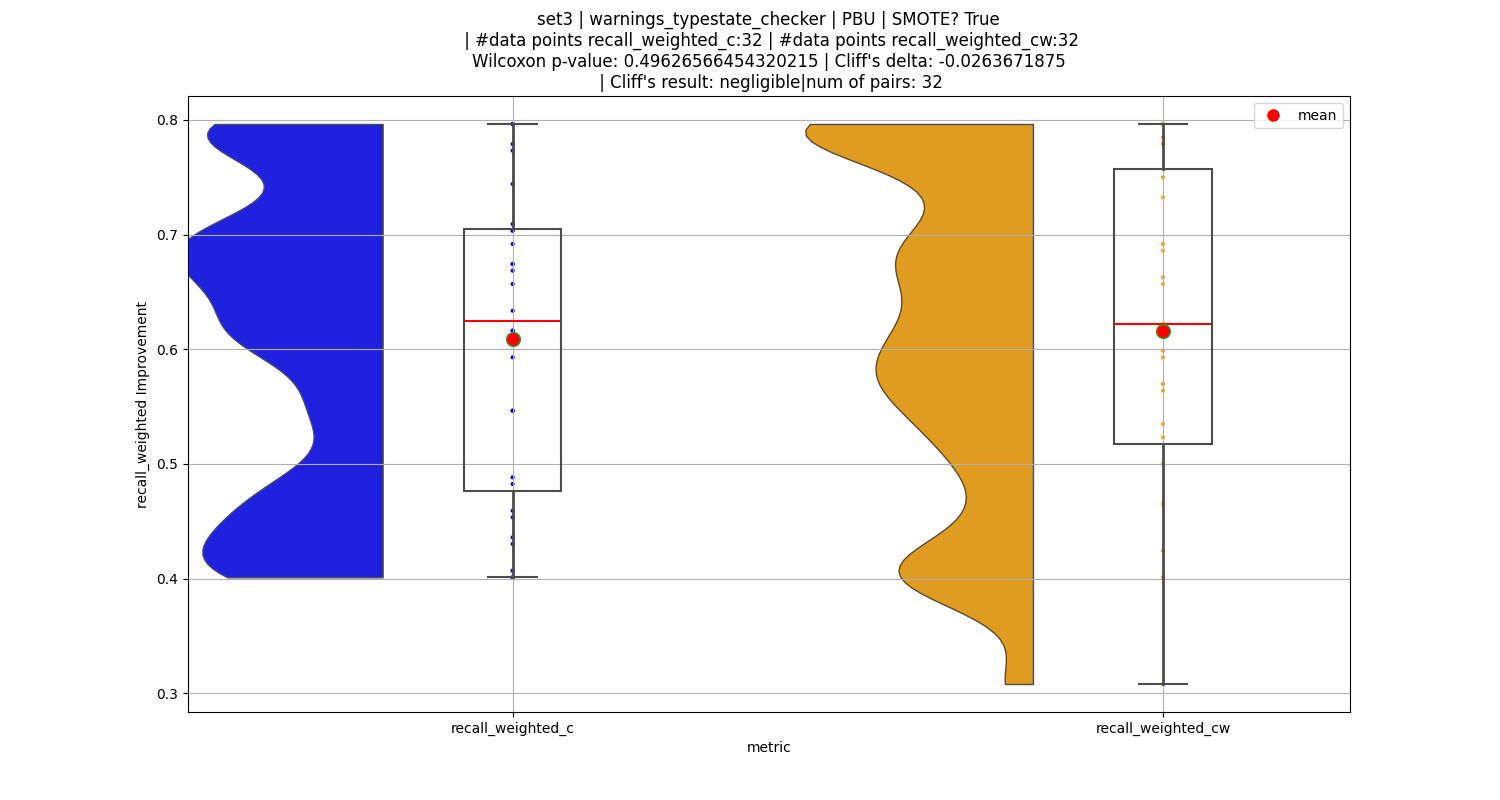 set3 | warnings_typestate_checker | PBU | SMOTE? True
| #data points recall_weighted_c:32 | #data points recall_weighted_cw:32
Wilcoxon p-value: 0.49626566454320215 | Cliff's delta: -0.0263671875
| Cliff's result: negligible|num of pairs: 32
mean
0.8
0.7
0.6
0.5
0.4
0.3
recall_weighted Improvement
recall_weighted_c
recall_weighted_cw
metric